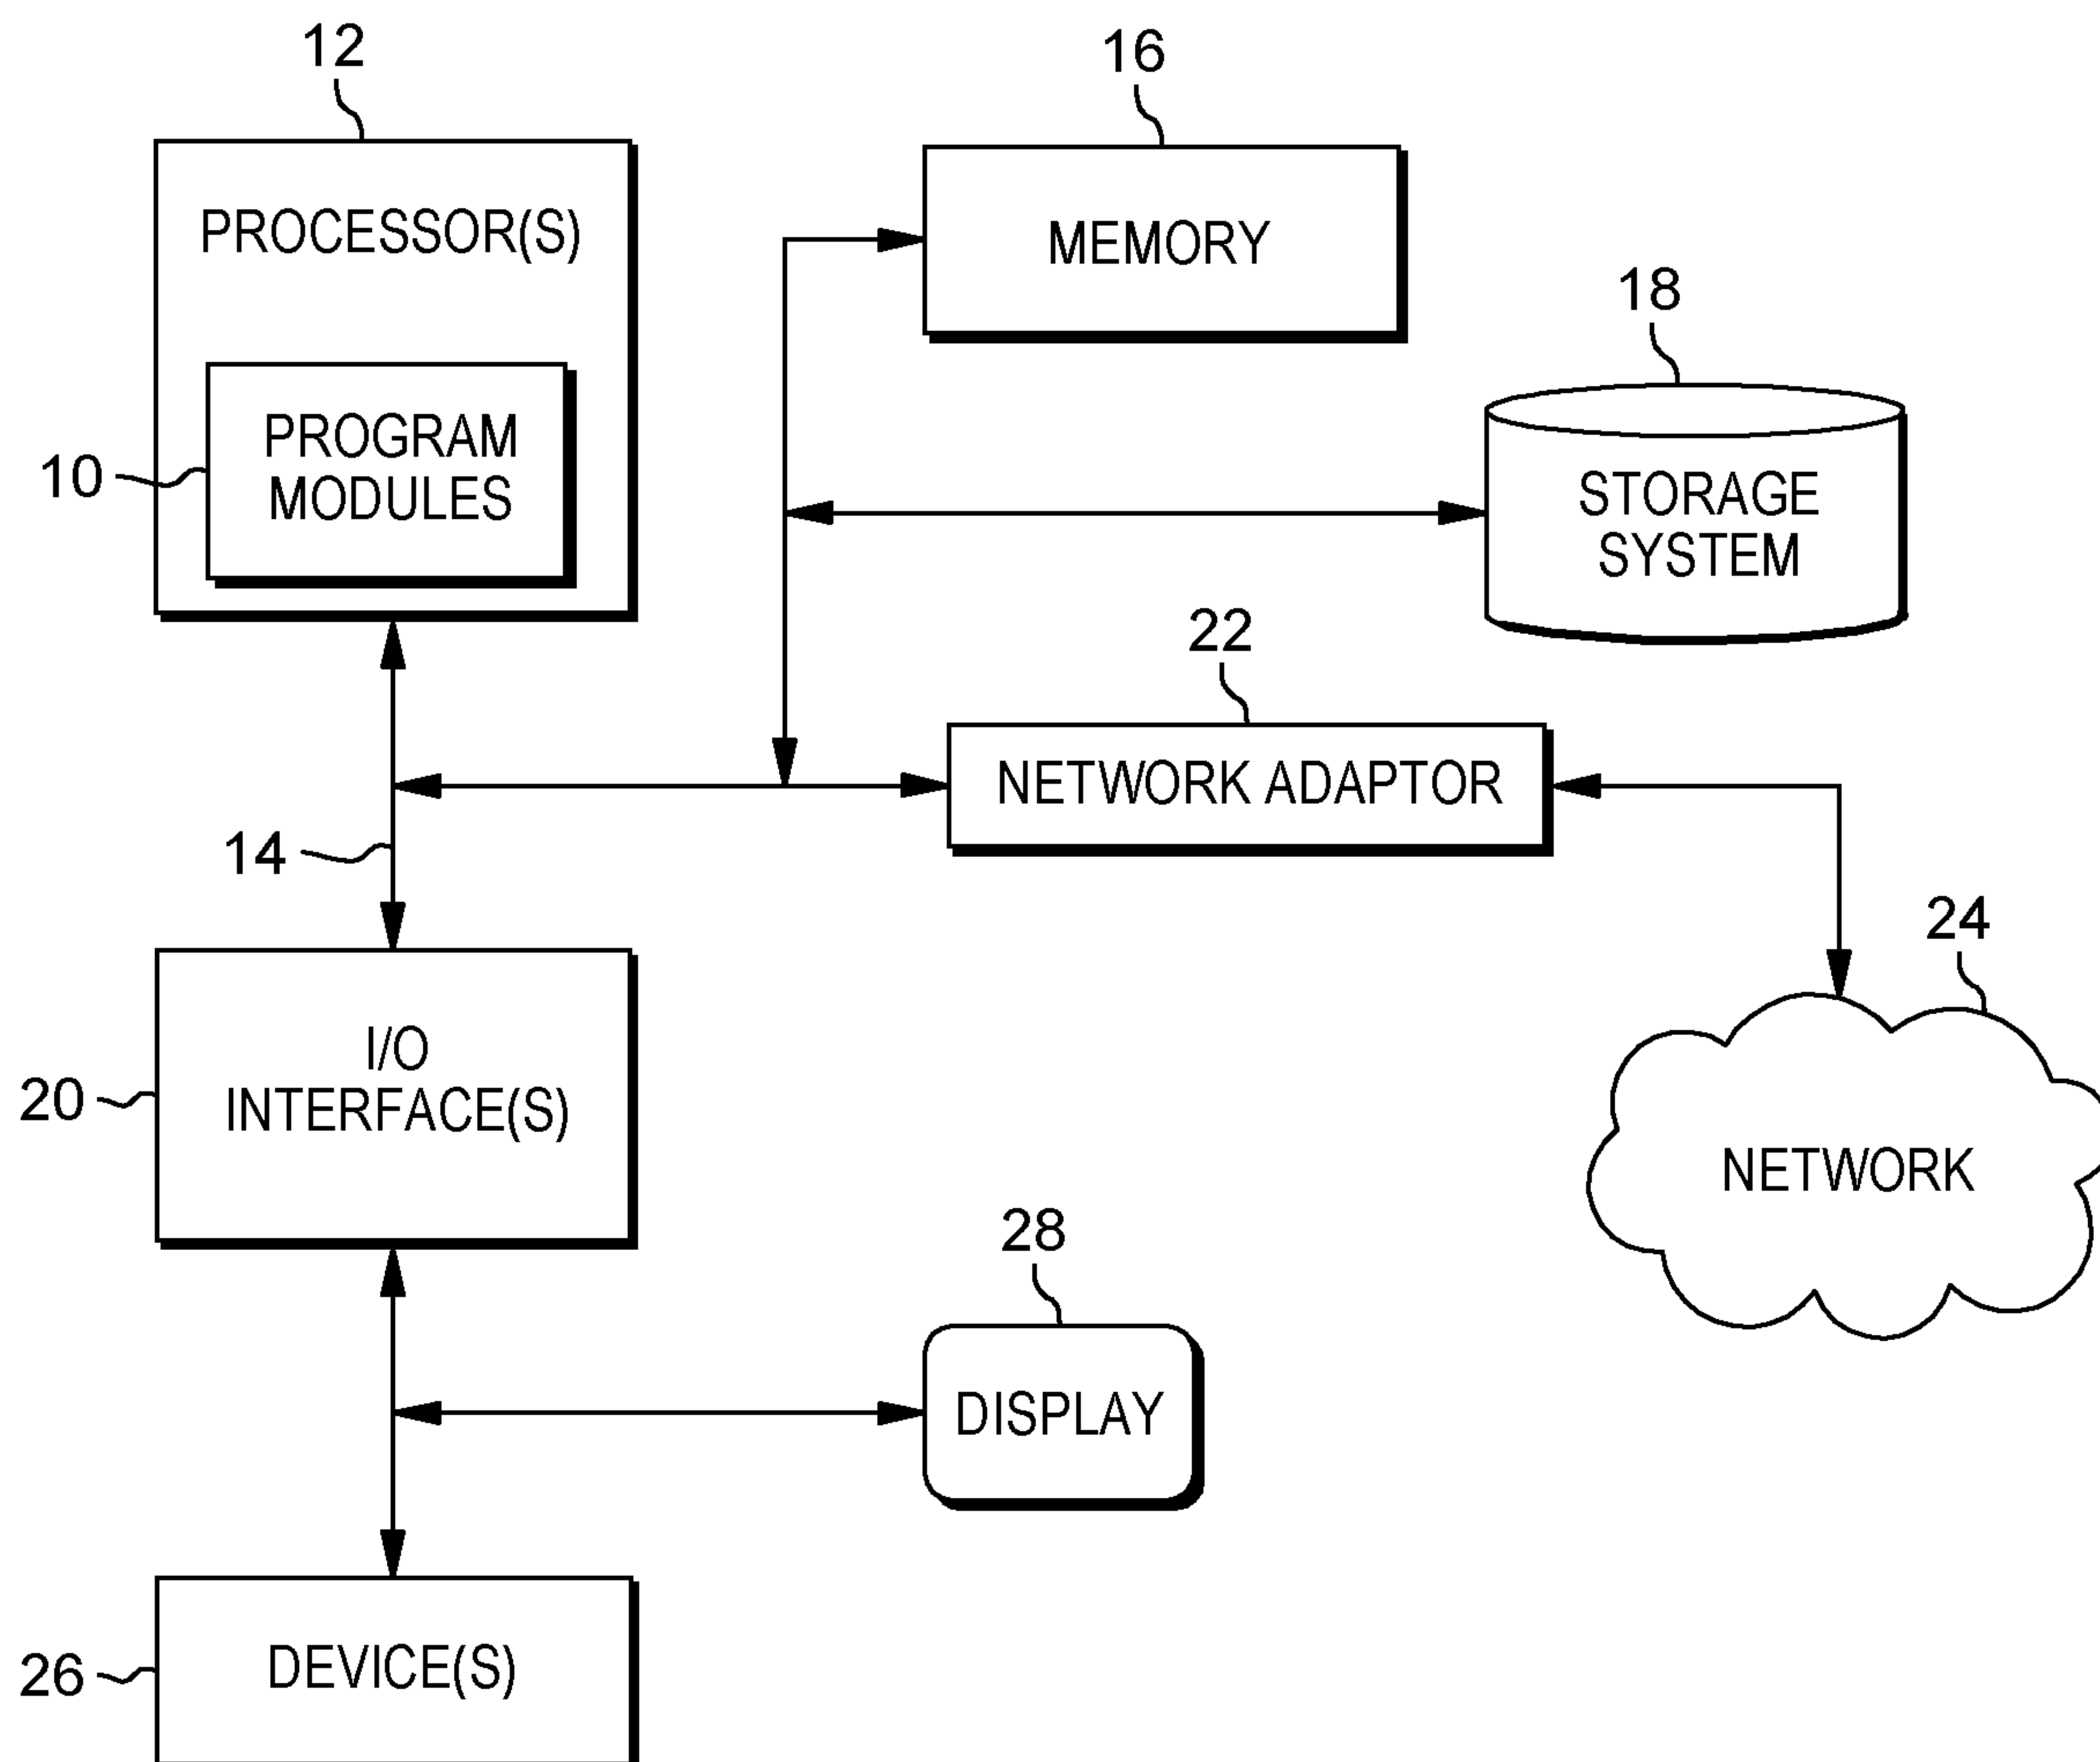 12
16
PROCESSOR(S)
MEMORY
18
PROGRAM
MODULES
10
STORAGE
SYSTEM
22
NETWORK ADAPTOR
14
24
I/O
INTERFACE(S)
20
NETWORK
28
DISPLAY
DEVICE(S)
26